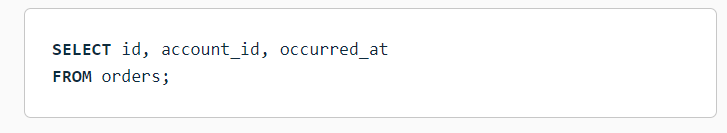 SELECT id, account_id, occurred_at
FROM orders;